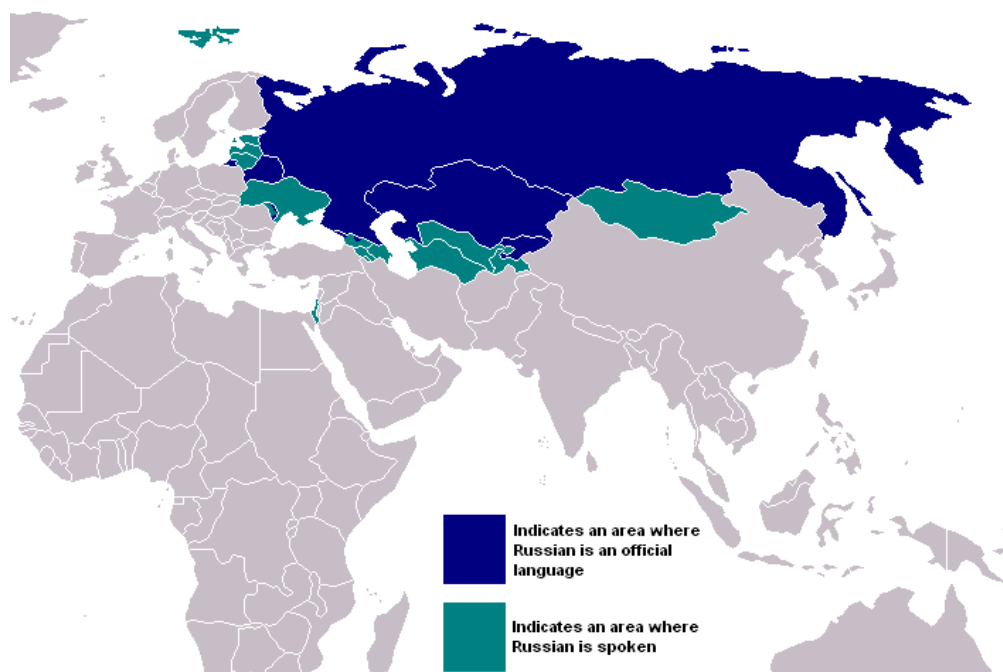 Indicates an area where
Russian is an official
language
Indicates an area where
Russian is spoken